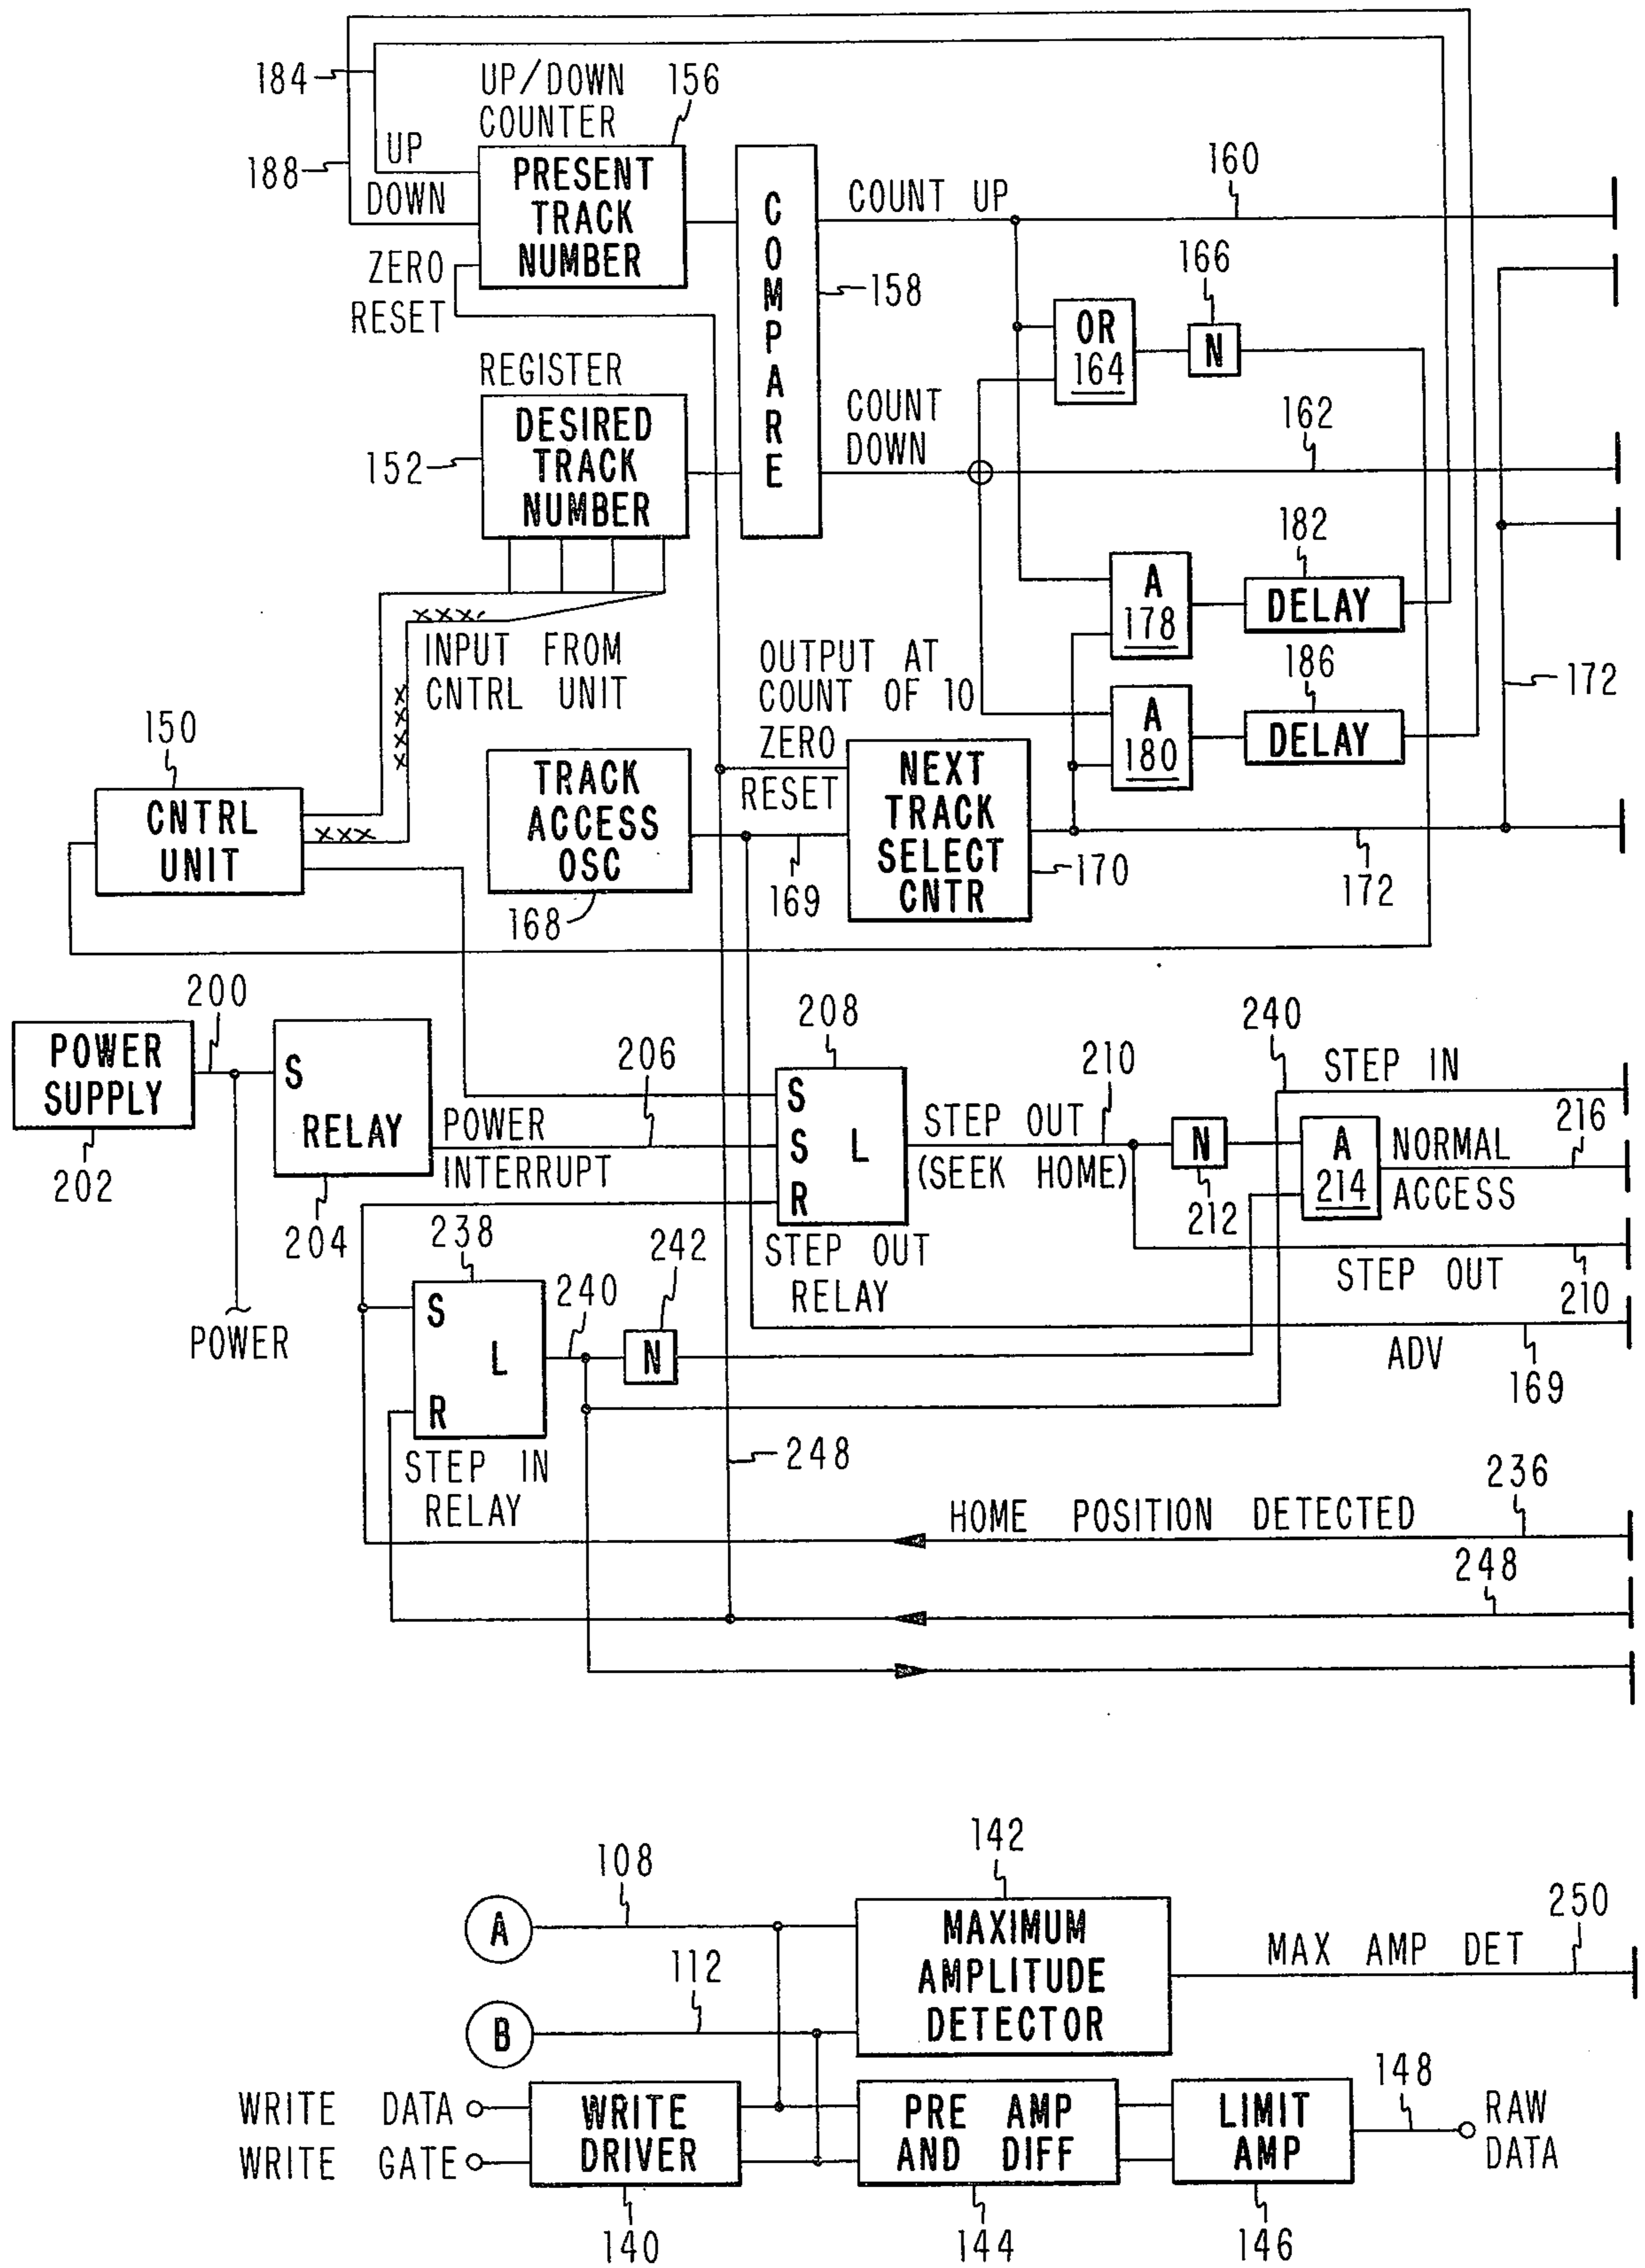 184
UP/DOWN
COUNTER
156
UP
188
DOWN
PRESENT
TRACK
NUMBER
ZERO
RESET
COMPARE
158
COUNT UP
160
166
OR
164
N
REGISTER
DESIRED
TRACK
NUMBER
152
COUNT
DOWN
162
182
A
178
DELAY
XXX
INPUT FROM
CNTRL UNIT
XXXX
OUTPUT AT
COUNT OF 10
186
172
A
180
DELAY
150
CNTRL
UNIT
XXX
TRACK
ACCESS
OSC
168
ZERO
RESET
169
NEXT
TRACK
SELECT
CNTR
170
172
200
POWER
SUPPLY
202
S
RELAY
204
POWER
INTERRUPT
206
208
S
S
L
R
STEP OUT
RELAY
STEP OUT
(SEEK HOME)
210
N
212
240
STEP IN
A
214
NORMAL
ACCESS
216
STEP OUT
210
POWER
238
S
L
R
STEP IN
RELAY
240
242
N
ADV
169
248
HOME POSITION DETECTED
236
248
108
A
142
MAXIMUM
AMPLITUDE
DETECTOR
MAX AMP DET
250
112
B
WRITE DATA
WRITE GATE
WRITE
DRIVER
140
PRE AMP
AND DIFF
144
LIMIT
AMP
146
148
RAW
DATA